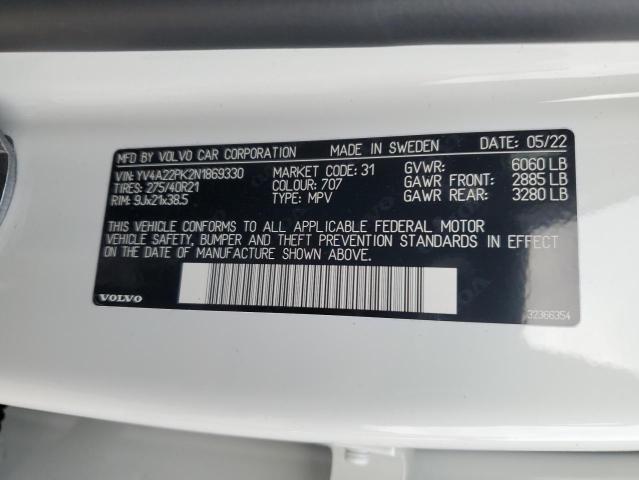 MFD BY VOLVO CAR CORPORATION MADE IN SWEDEN DATE: 05/22
VIN: YV4A22PK2N1869330 MARKET CODE: 31 GVWR: 6060 LB
TIRES: 275/40R21 COLOUR: 707 GAWR FRONT: 2885 LB
RIM: 9Jx21x38.5 TYPE: MPV GAWR REAR: 3280 LB
THIS VEHICLE CONFORMS TO ALL APPLICABLE FEDERAL MOTOR
VEHICLE SAFETY, BUMPER AND THEFT PREVENTION STANDARDS IN EFFECT
ON THE DATE OF MANUFACTURE SHOWN ABOVE.
VOLVO 32366354